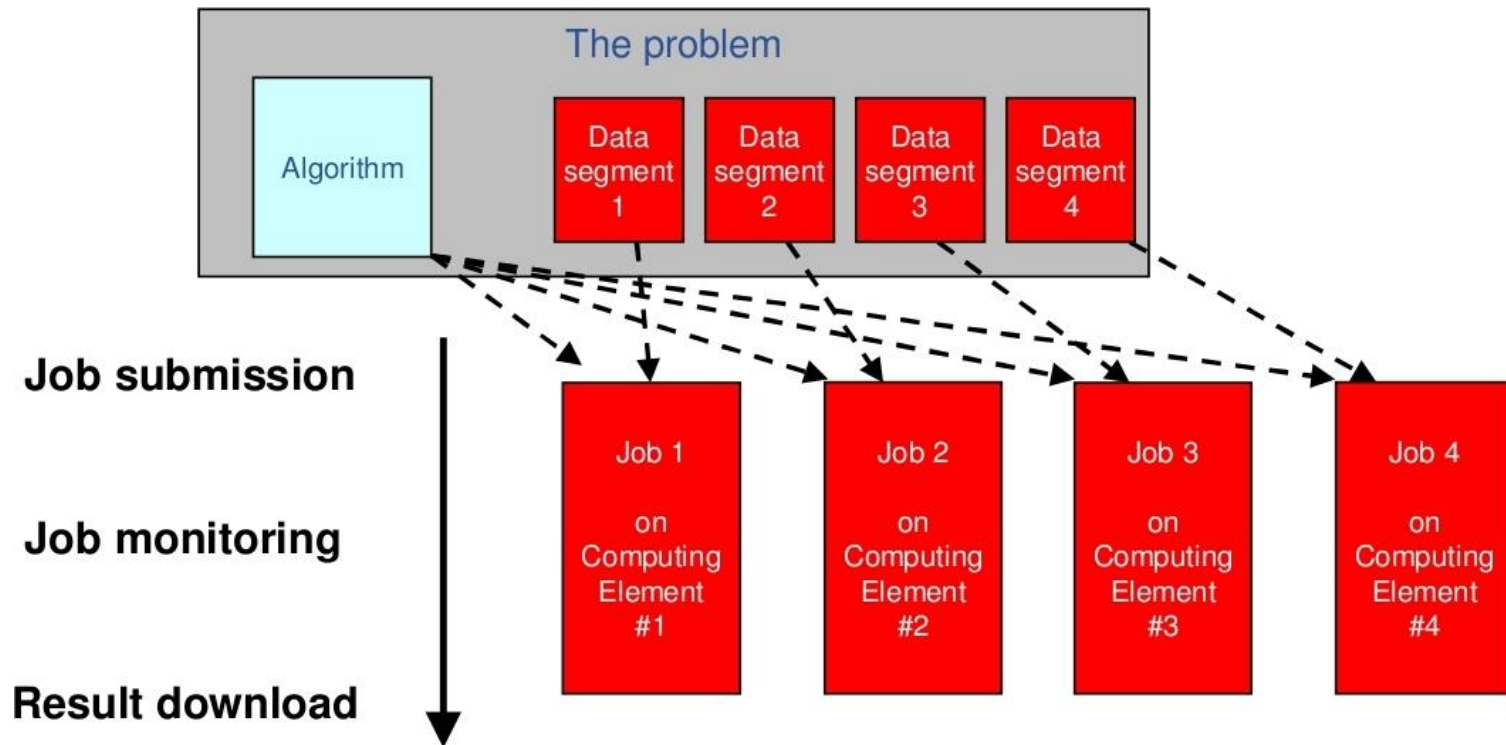 The problem
Algorithm
Data
segment
1
Data
segment
2
Data
segment
3
Data
segment
4
Job submission
Job monitoring
Result download
Job 1
on
Computing
Element
#1
Job 2
on
Computing
Element
#2
Job 3
on
Computing
Element
#3
Job 4
on
Computing
Element
#4